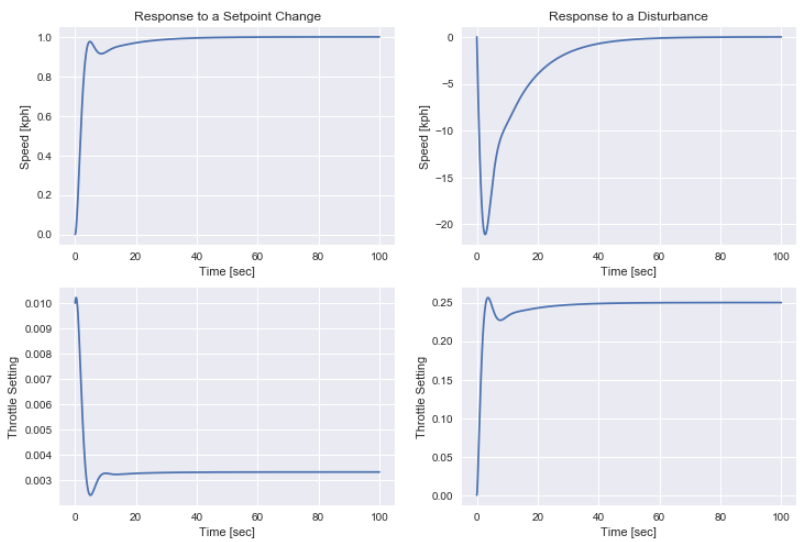 Response to a Setpoint Change
1.0
0.8
0.6
0.4
0.2
0.0
Speed [kph]
0 20 40 60 80 100
Time [sec]
Response to a Disturbance
0
−5
−10
−15
−20
Speed [kph]
0 20 40 60 80 100
Time [sec]
0.010
0.009
0.008
0.007
0.006
0.005
0.004
0.003
Throttle Setting
0 20 40 60 80 100
Time [sec]
0.25
0.20
0.15
0.10
0.05
0.00
Throttle Setting
0 20 40 60 80 100
Time [sec]